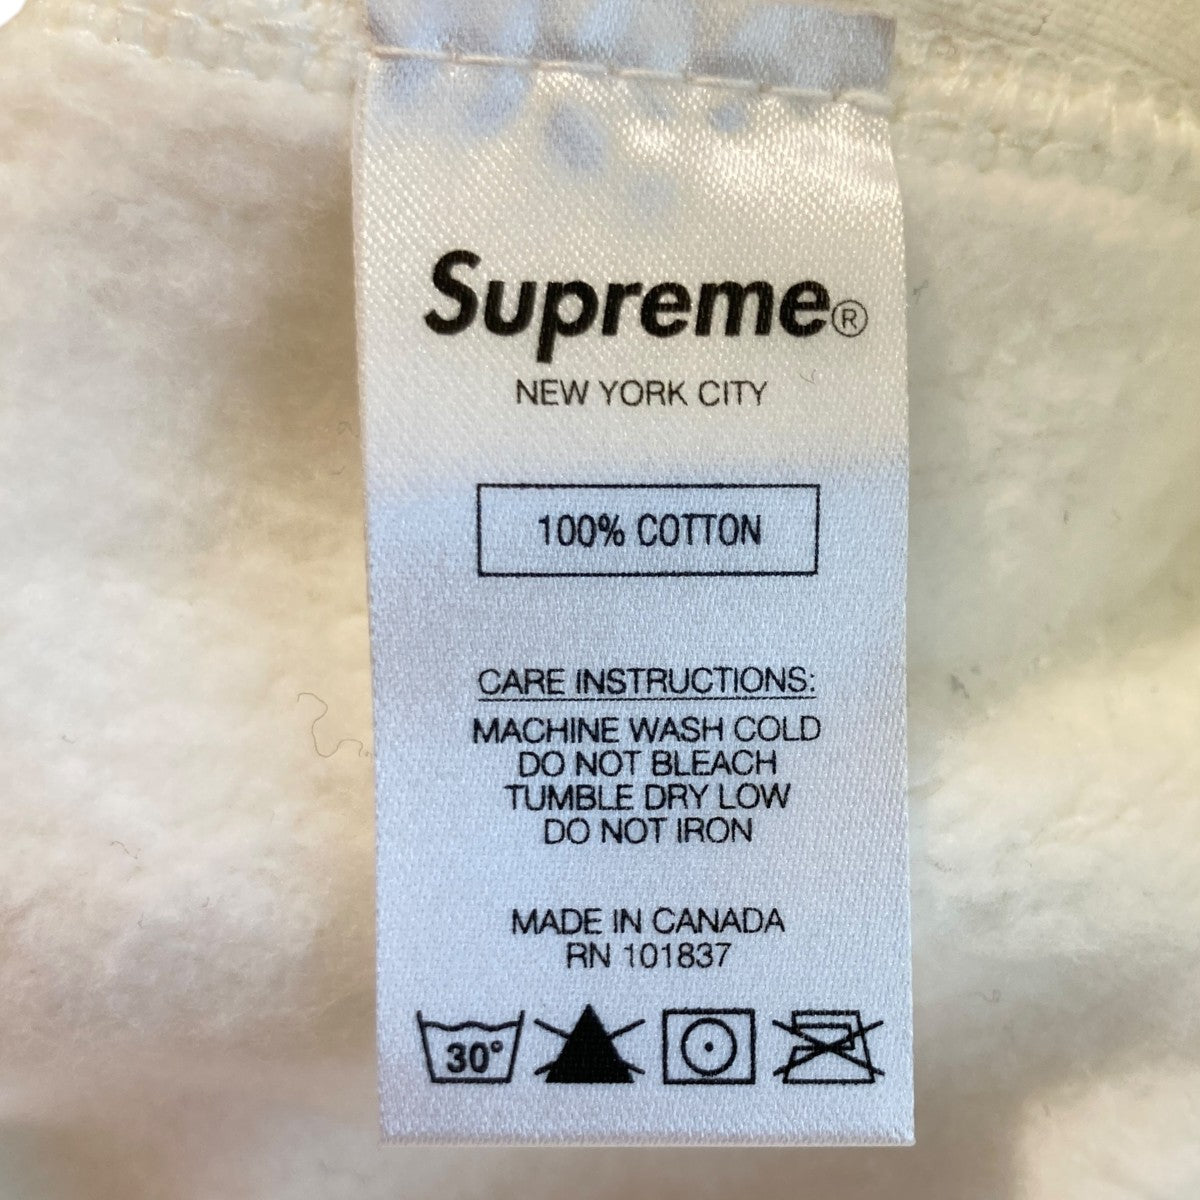 Supreme®
NEW YORK CITY
100% COTTON
CARE INSTRUCTIONS:
MACHINE WASH COLD
DO NOT BLEACH
TUMBLE DRY LOW
DO NOT IRON
MADE IN CANADA
RN 101837
30°